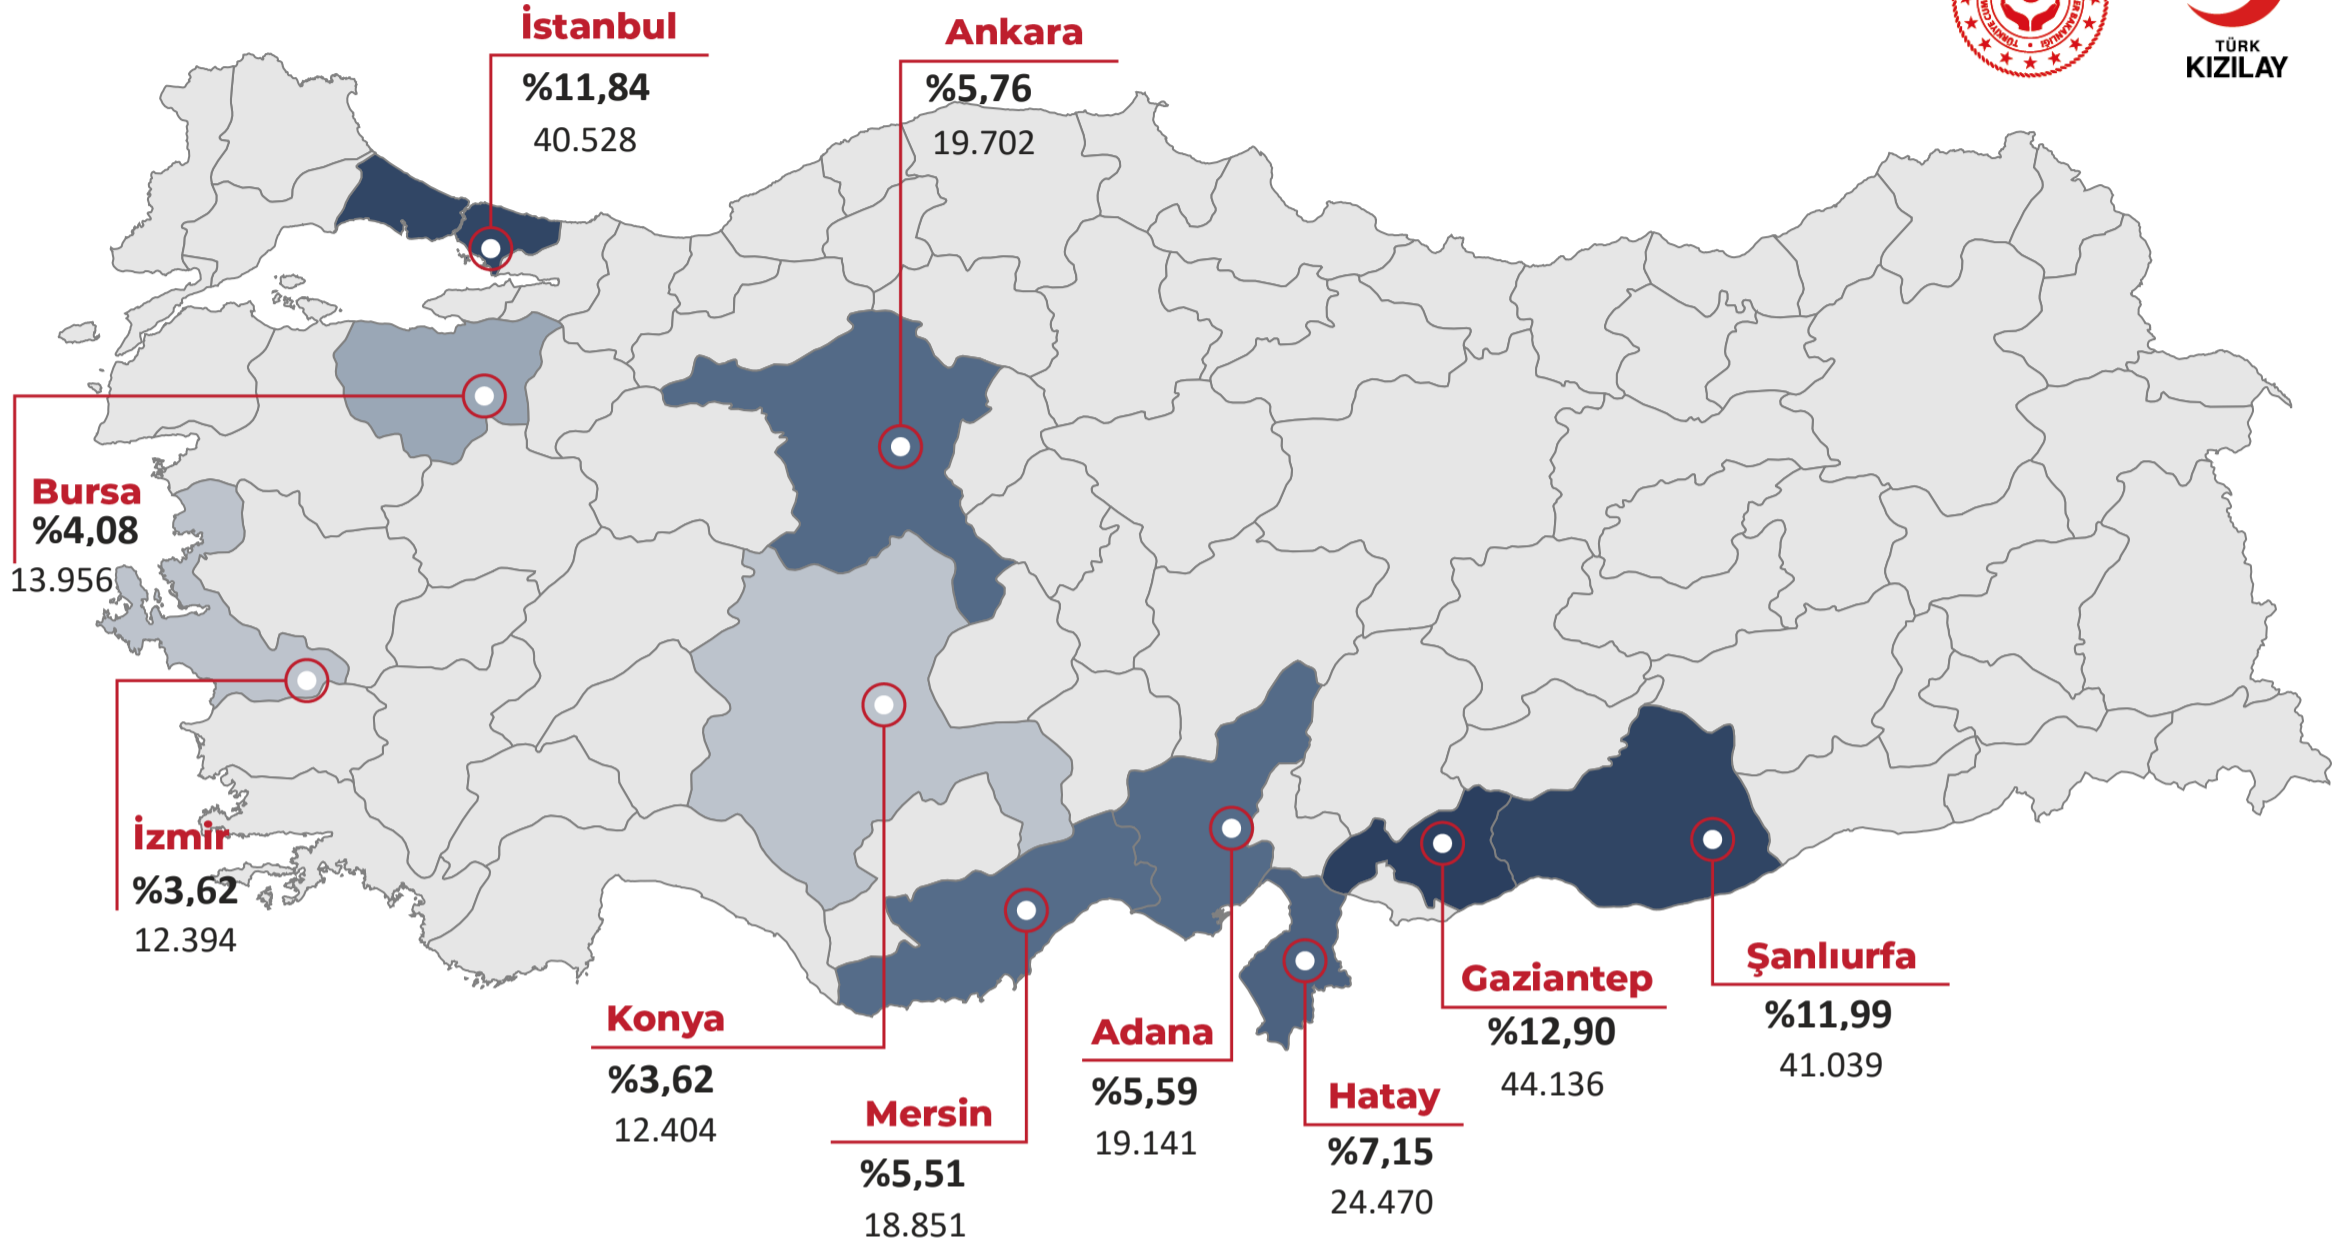 İstanbul
%11,84
40.528
Ankara
%5,76
19.702
TÜRK
KIZILAY
Bursa
%4,08
13.956
İzmir
%3,62
12.394
Konya
%3,62
12.404
Mersin
%5,51
18.851
Adana
%5,59
19.141
Hatay
%7,15
24.470
Gaziantep
%12,90
44.136
Şanlıurfa
%11,99
41.039